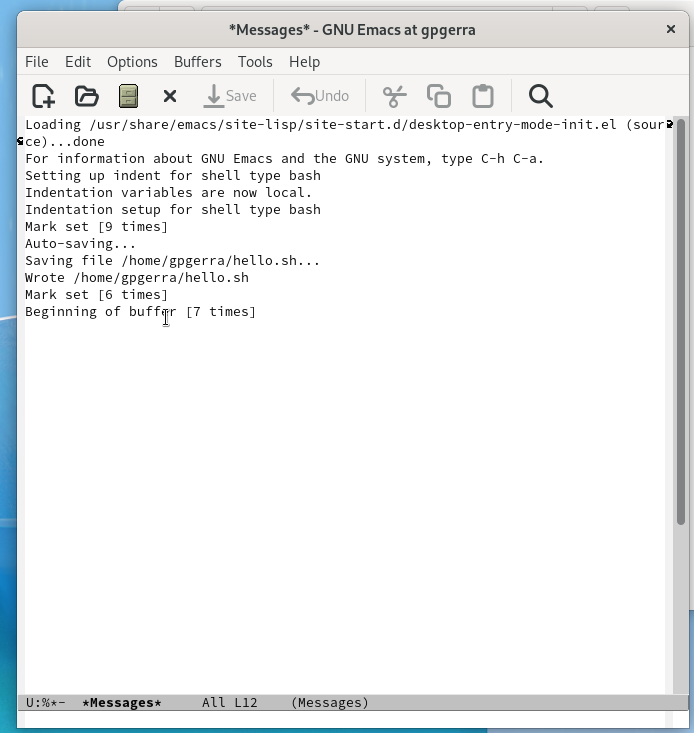 *Messages* - GNU Emacs at gpgerra
File Edit Options Buffers Tools Help
Save Undo
Loading /usr/share/emacs/site-lisp/site-start.d/desktop-entry-mode-init.el (sour
ce)...done
For information about GNU Emacs and the GNU system, type C-h C-a.
Setting up indent for shell type bash
Indentation variables are now local.
Indentation setup for shell type bash
Mark set [9 times]
Auto-saving...
Saving file /home/gpgerra/hello.sh...
Wrote /home/gpgerra/hello.sh
Mark set [6 times]
Beginning of buffer [7 times]
U:%*-  *Messages*     All L12    (Messages)